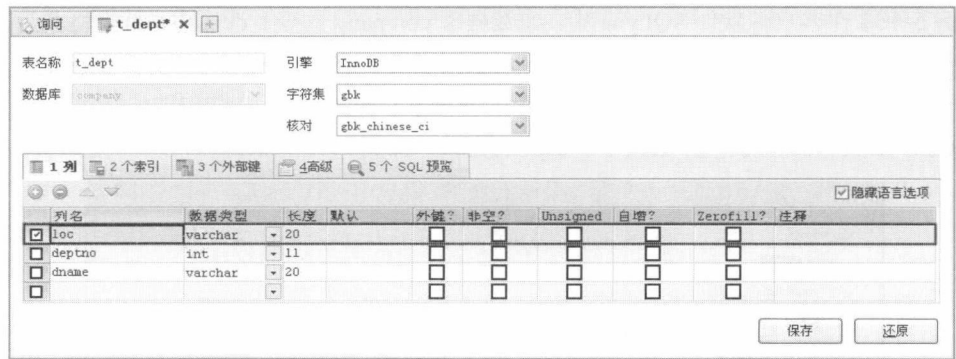 询问 t_dept* X
表名称 t_dept 引擎 InnoDB
数据库 company 字符集 gbk
核对 gbk_chinese_ci
1 列 2 个索引 3 个外部键 4高级 5 个 SQL 预览
隐藏语言选项
列名 数据类型 长度 默认 外键? 非空? Unsigned 自增? Zerofill? 注释
loc varchar 20
deptno int 11
dname varchar 20
保存 还原